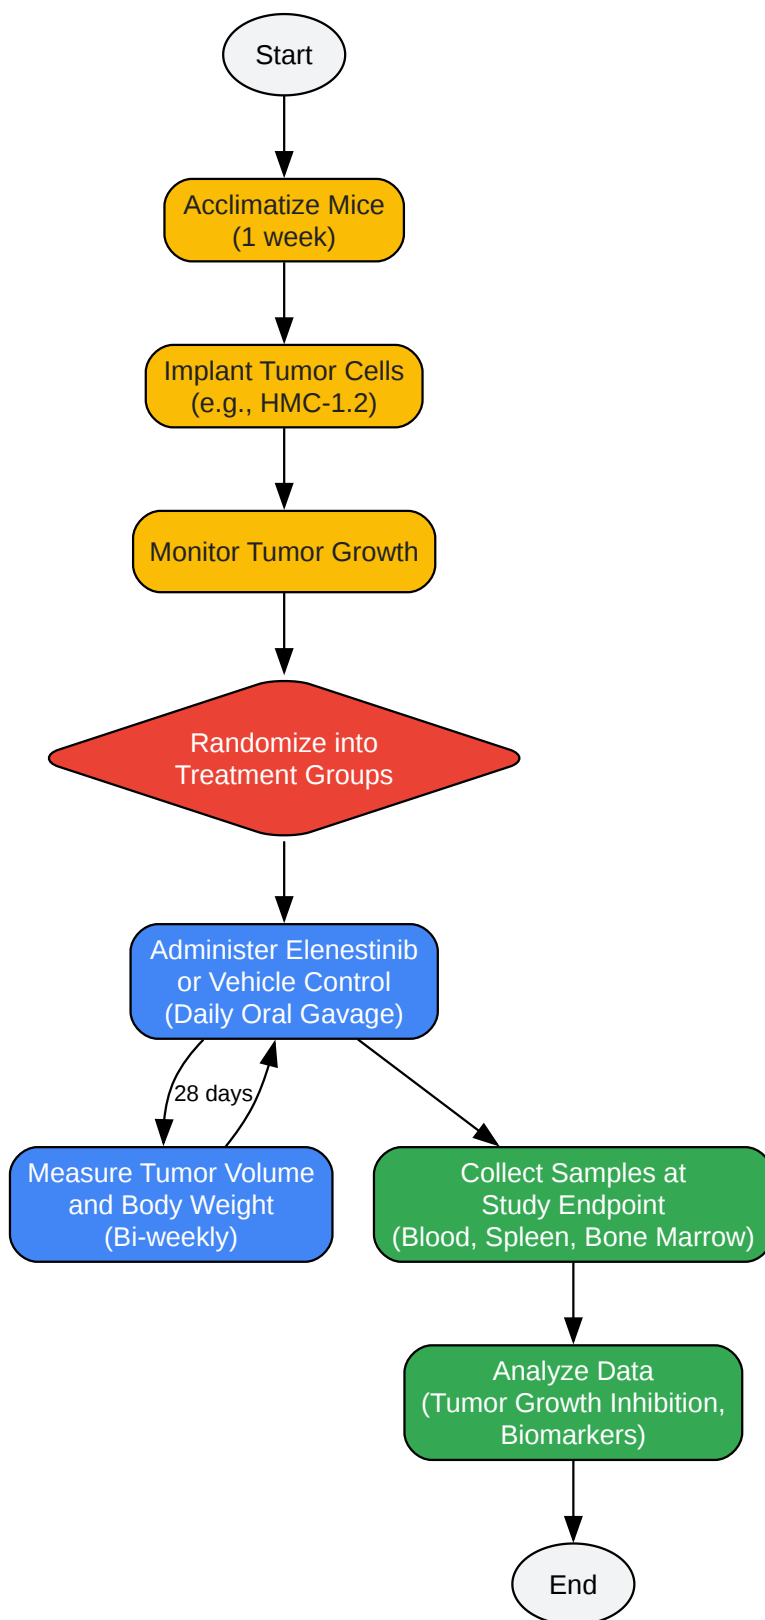 Start
Acclimatize Mice
(1 week)
Implant Tumor Cells
(e.g., HMC-1.2)
Monitor Tumor Growth
Randomize into
Treatment Groups
Administer Elenestinib
or Vehicle Control
(Daily Oral Gavage)
28 days
Measure Tumor Volume
and Body Weight
(Bi-weekly)
Collect Samples at
Study Endpoint
(Blood, Spleen, Bone Marrow)
Analyze Data
(Tumor Growth Inhibition,
Biomarkers)
End